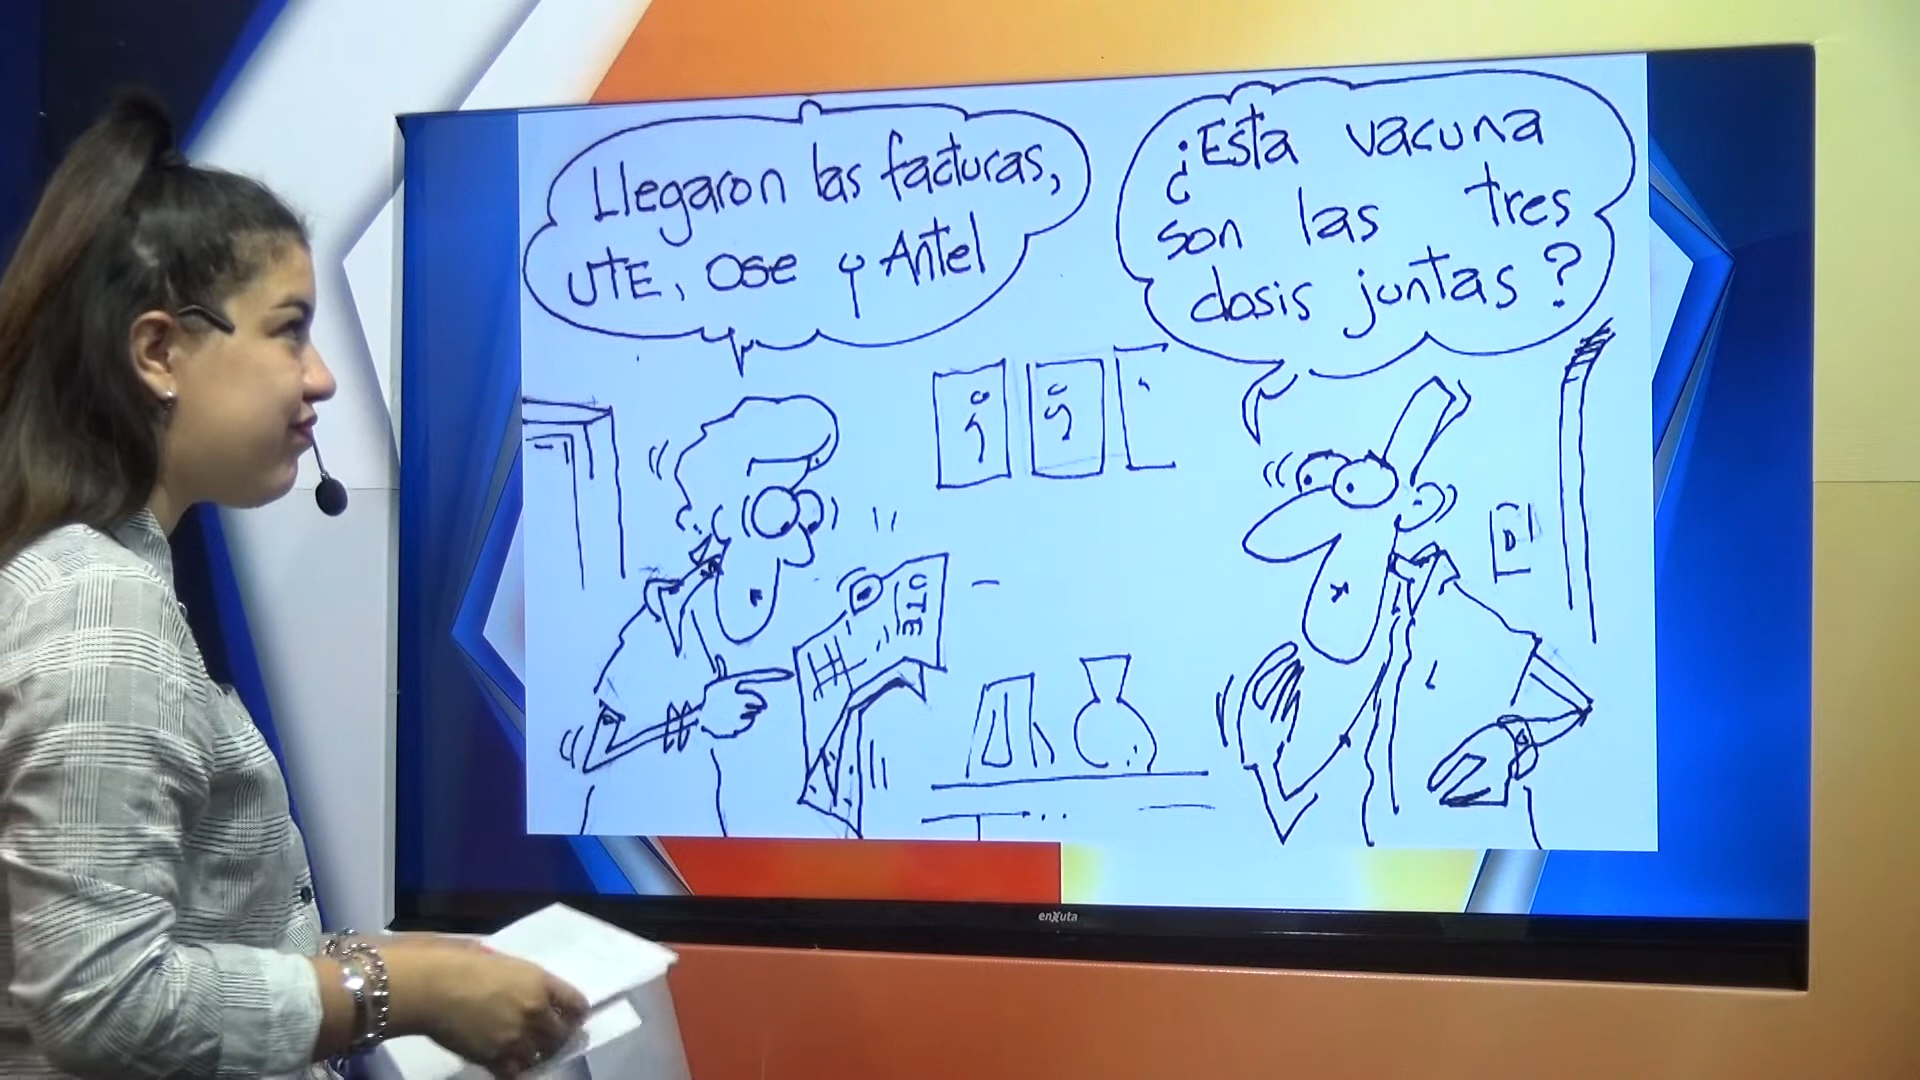 Llegaron las facturas,
UTE, OSE y Antel
¿Esta vacuna
son las tres
dosis juntas?
enxuta